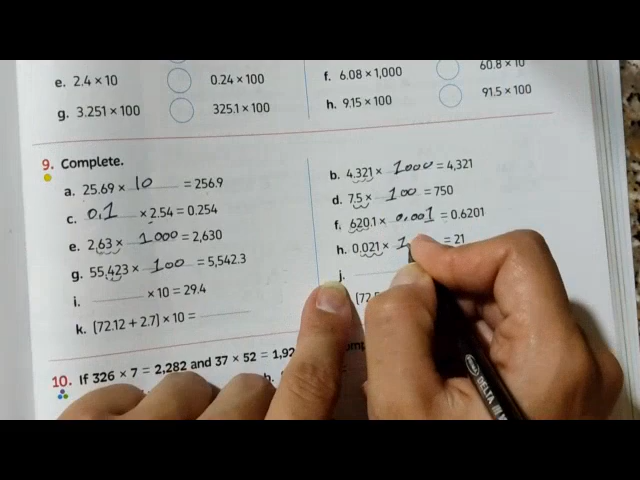 e. 2.4 × 10 0.24 × 100 f. 6.08 × 1,000 60.8 × 10
g. 3.251 × 100 325.1 × 100 h. 9.15 × 100 91.5 × 100
9. Complete.
a. 25.69 × 10 = 256.9 b. 4.321 × 1000 = 4,321
c. 0.1 × 2.54 = 0.254 d. 7.5 × 100 = 750
e. 2.63 × 1000 = 2,630 f. 620.1 × 0.001 = 0.6201
g. 55.423 × 100 = 5,542.3 h. 0.021 × 1 = 21
i. × 10 = 29.4 j.
k. (72.12 + 2.7) × 10 = (72.
10. If 326 × 7 = 2,282 and 37 × 52 = 1,92